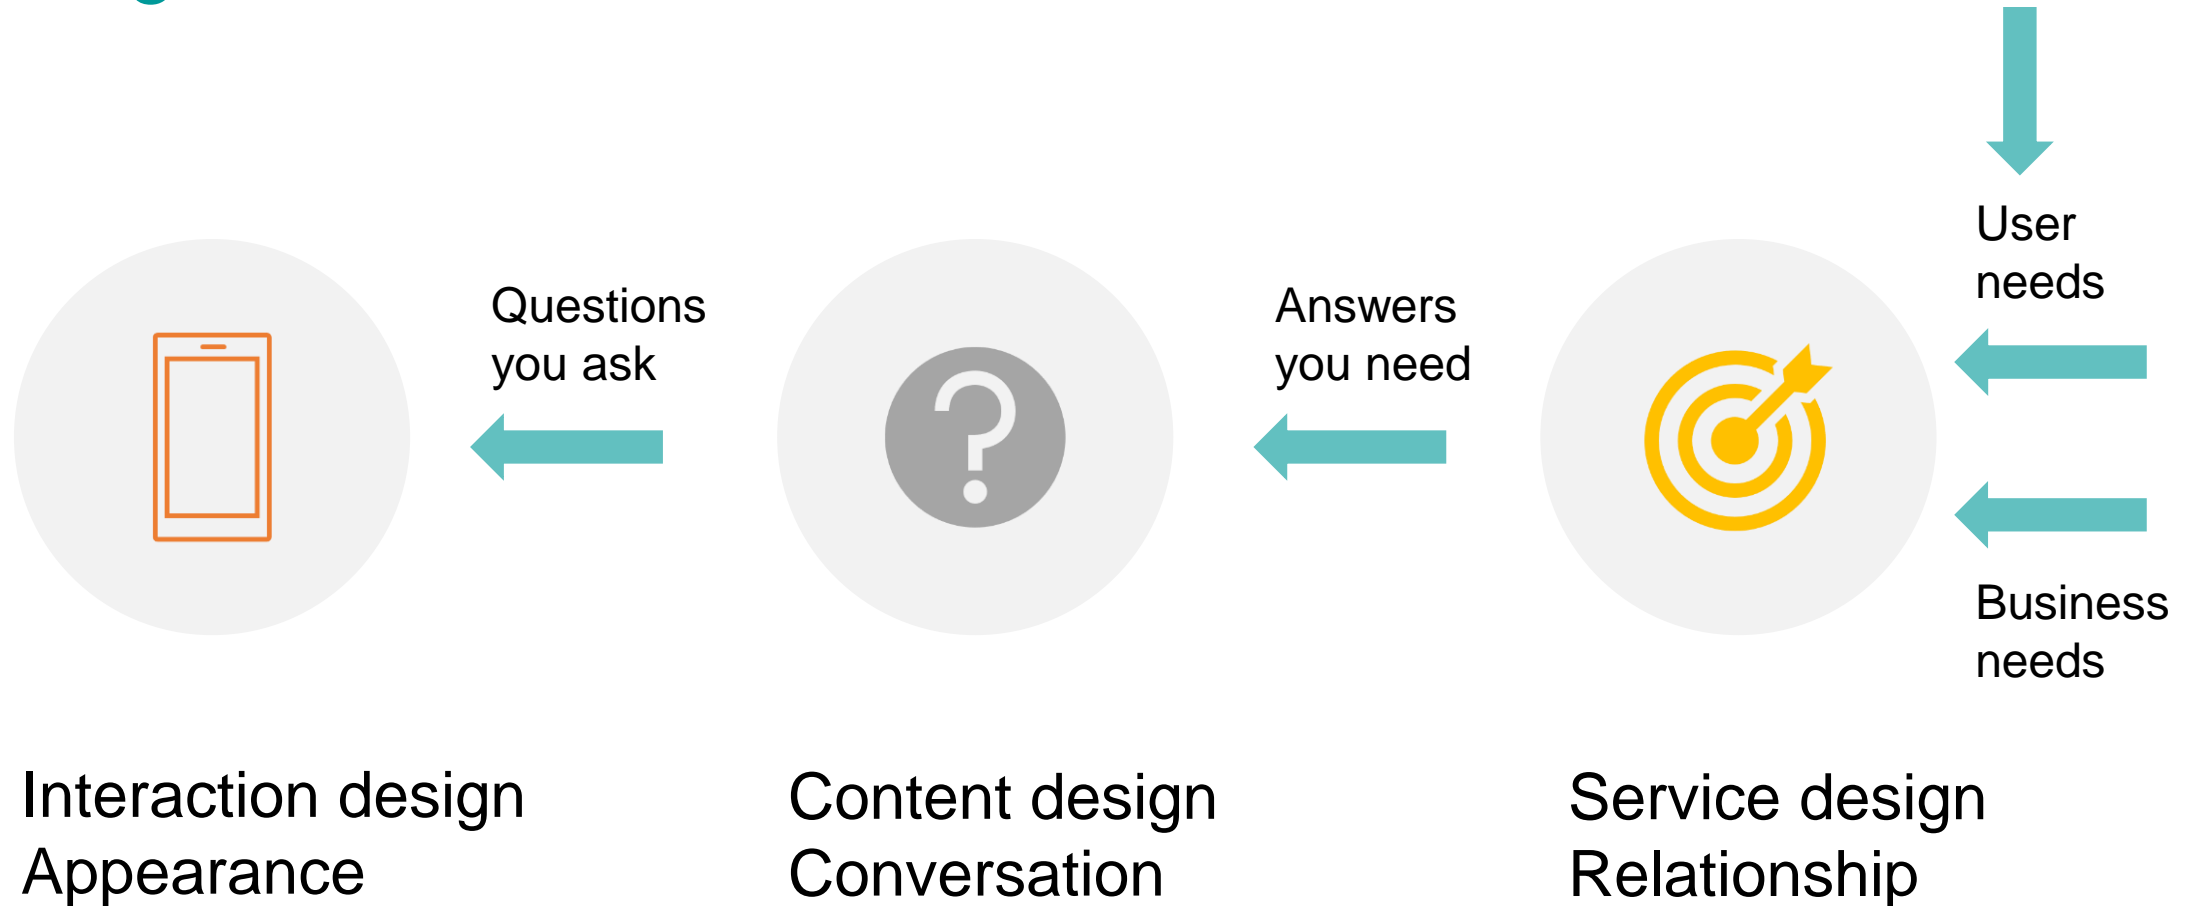 User
needs
Questions
you ask
Answers
you need
Business
needs
Interaction design
Appearance
Content design
Conversation
Service design
Relationship